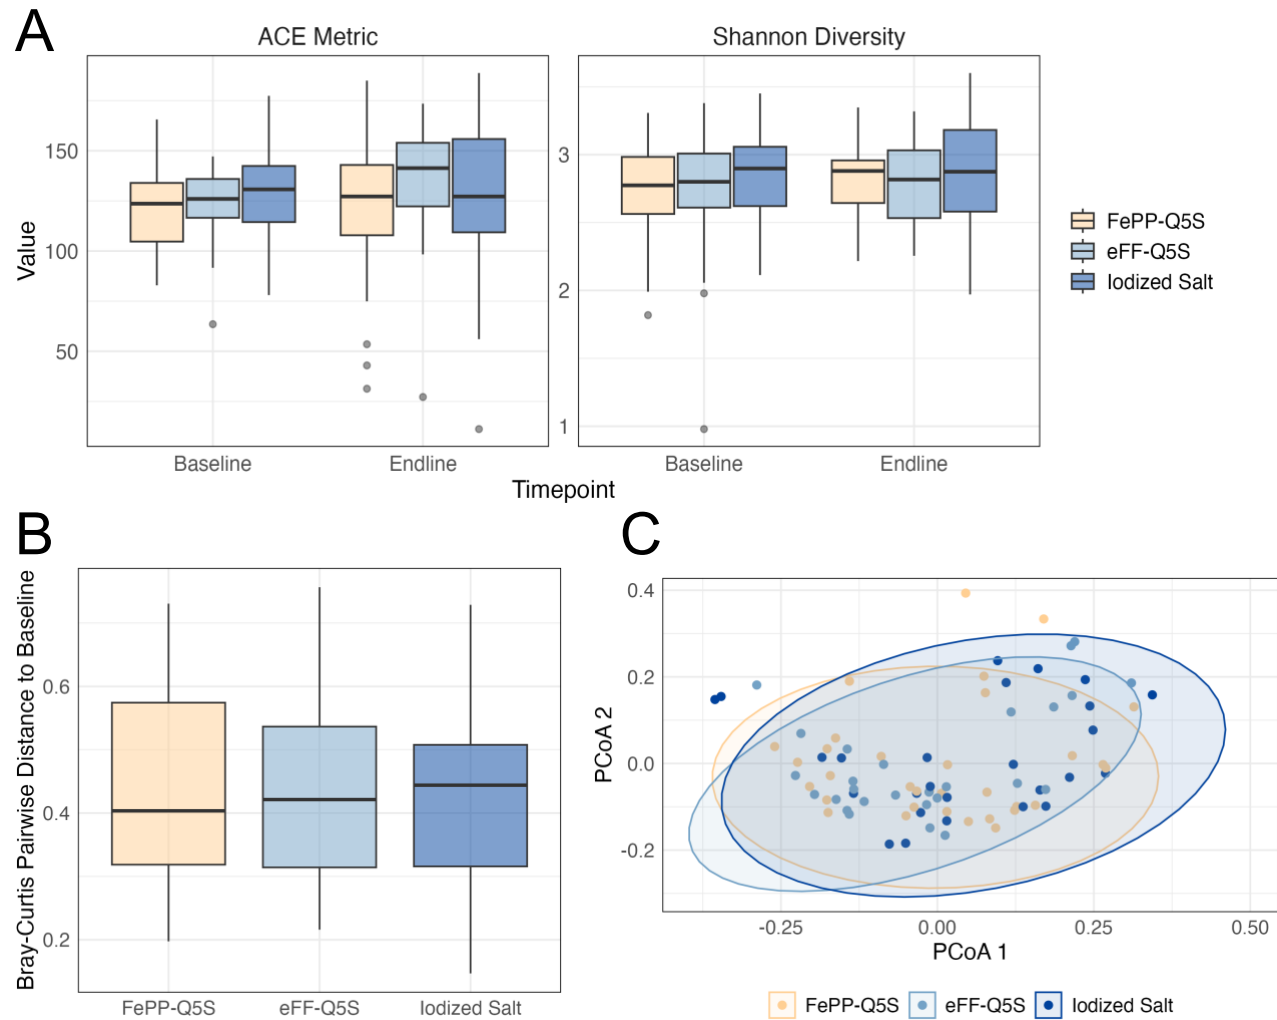 A
ACE Metric
Shannon Diversity
Value
150
100
50
3
2
1
Baseline
Endline
Baseline
Endline
Timepoint
FePP-Q5S
eFF-Q5S
Iodized Salt
B
Bray-Curtis Pairwise Distance to Baseline
0.6
0.4
0.2
FePP-Q5S
eFF-Q5S
Iodized Salt
C
PCoA 2
0.4
0.2
0.0
-0.2
-0.25
0.00
0.25
0.50
PCoA 1
FePP-Q5S
eFF-Q5S
Iodized Salt